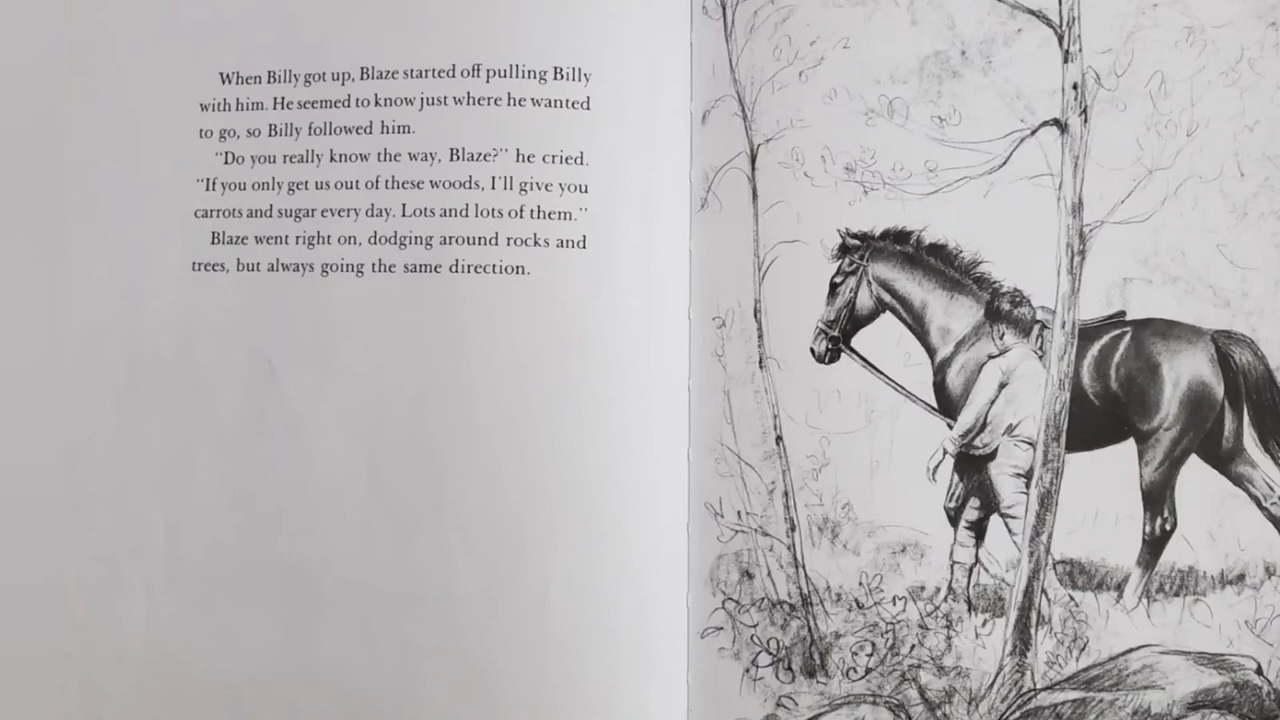 When Billy got up, Blaze started off pulling Billy
with him. He seemed to know just where he wanted
to go, so Billy followed him.
"Do you really know the way, Blaze?" he cried.
"If you only get us out of these woods, I'll give you
carrots and sugar every day. Lots and lots of them."
Blaze went right on, dodging around rocks and
trees, but always going the same direction.